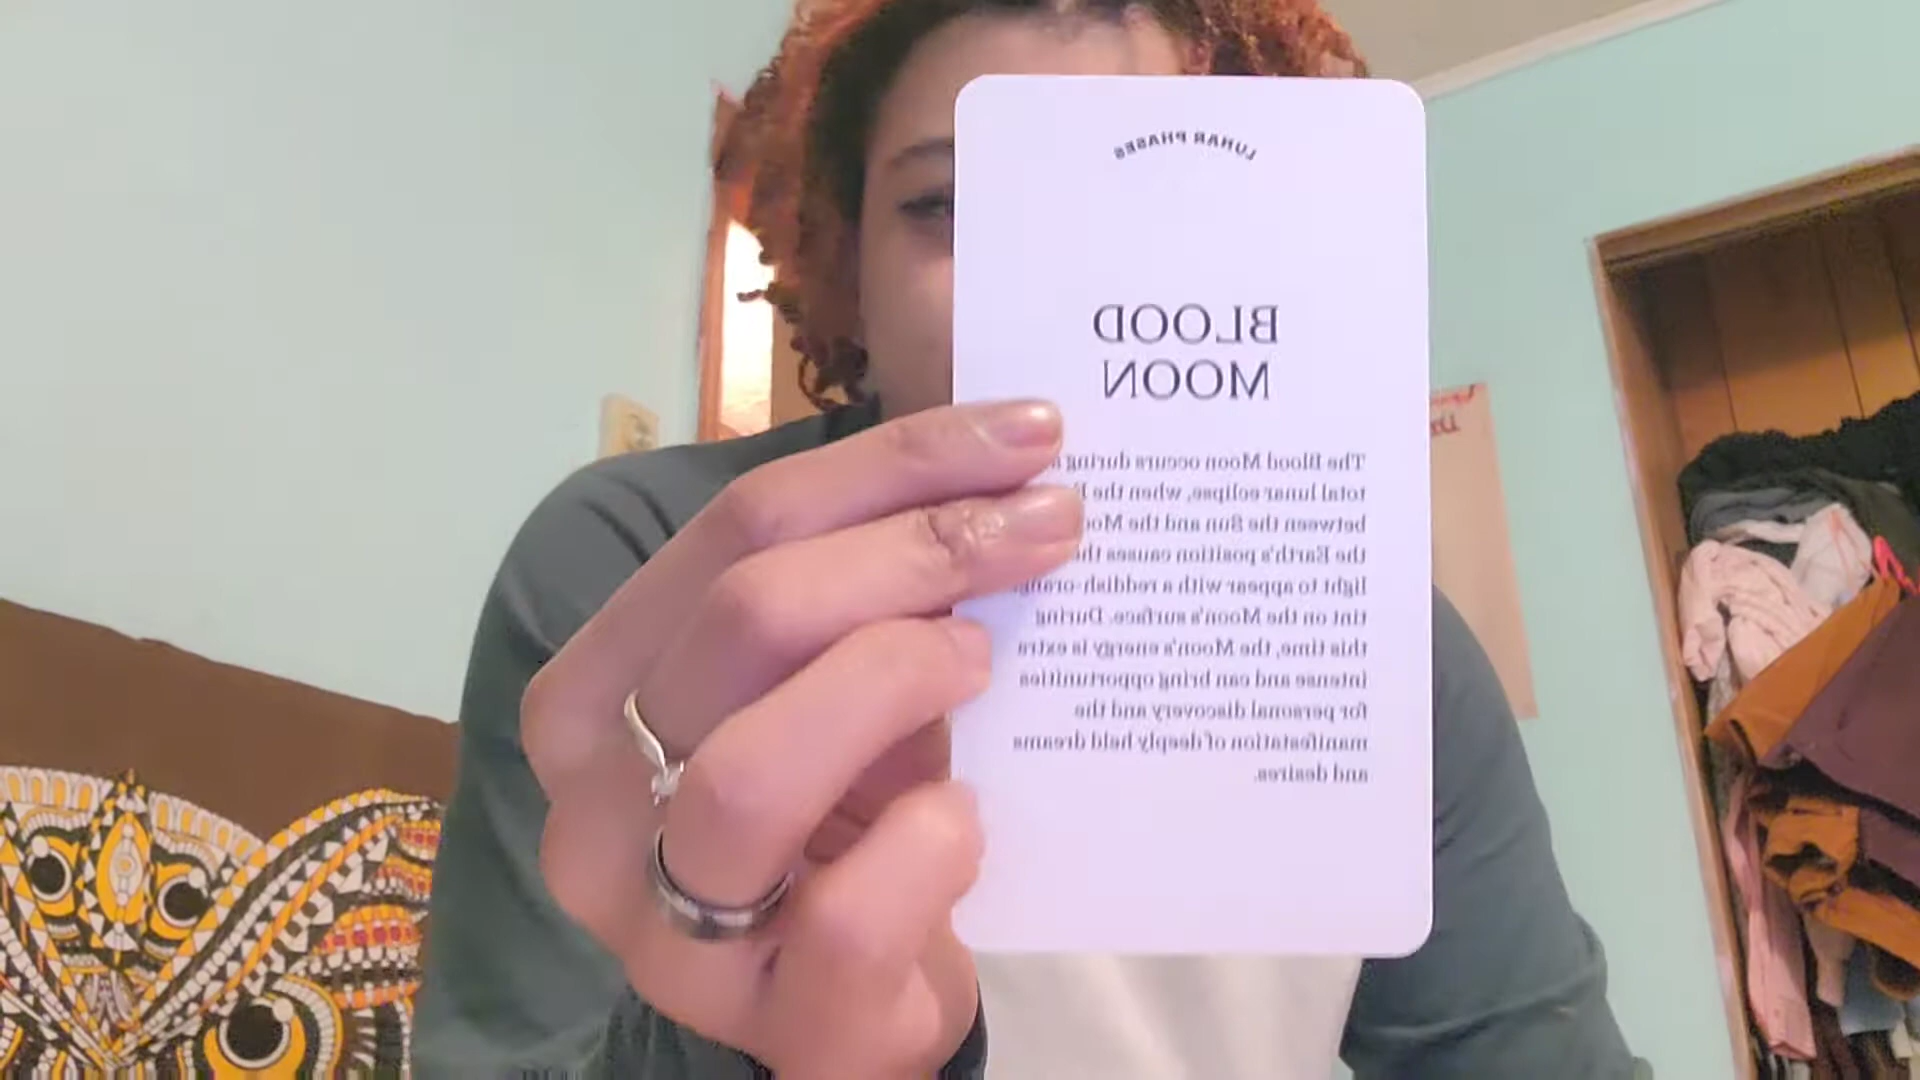 LUNAR PHASES
BLOOD
MOON
The Blood Moon occurs during
total lunar eclipse, when the
between the Sun and the
the Earth's position causes
light to appear with a reddish-orang
tint on the Moon's surface. During
this time, the Moon's energy is extra
intense and can bring opportunities
for personal discovery and the
manifestation of deeply held dreams
and desires.